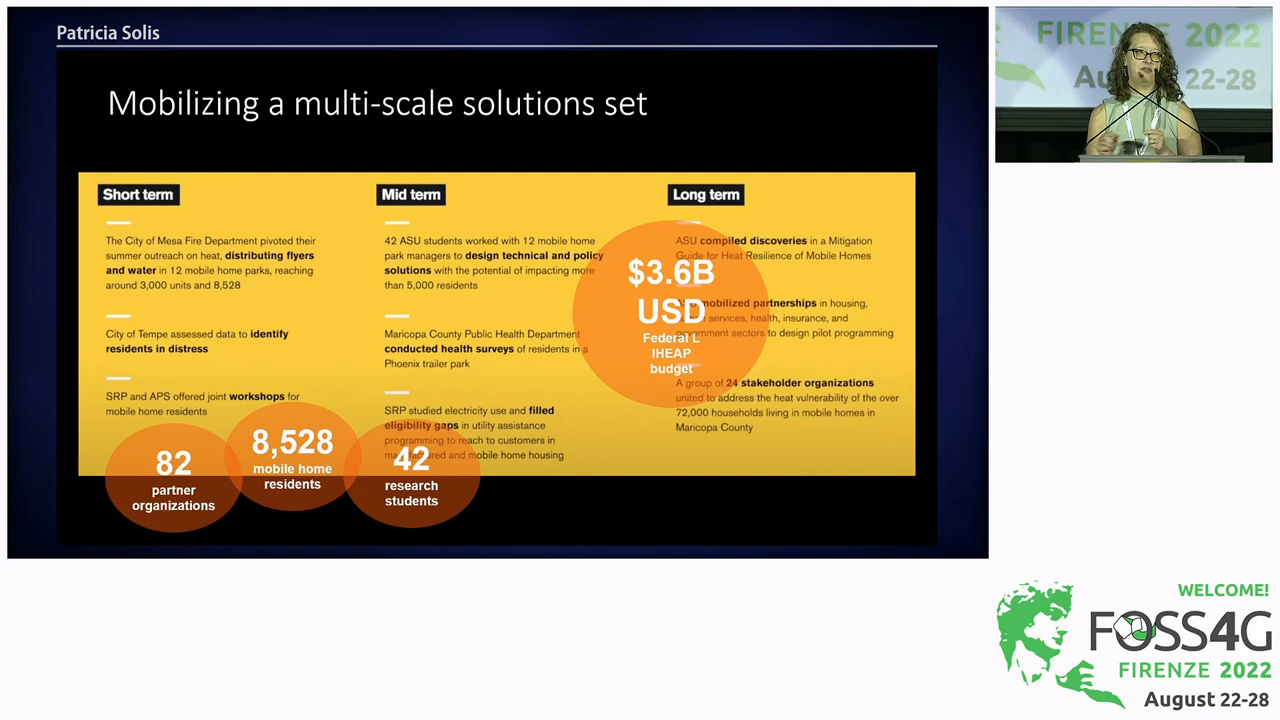 Patricia Solis
Mobilizing a multi-scale solutions set
Short term
The City of Mesa Fire Department pivoted their
summer outreach on heat, distributing flyers
and water in 12 mobile home parks, reaching
around 3,000 units and 8,528
City of Tempe assessed data to identify
residents in distress
SRP and APS offered joint workshops for
mobile home residents
Mid term
42 ASU students worked with 12 mobile home
park managers to design technical and policy
solutions with the potential of impacting more
than 5,000 residents
Maricopa County Public Health Department
conducted health surveys of residents in a
Phoenix trailer park
SRP studied electricity use and filled
eligibility gaps in utility assistance
programming to reach to customers in
manufactured and mobile home housing
Long term
ASU compiled discoveries in a Mitigation
Guide for Heat Resilience of Mobile Homes
mobilized partnerships in housing,
services, health, insurance, and
government sectors to design pilot programming
A group of 24 stakeholder organizations
united to address the heat vulnerability of the over
72,000 households living in mobile homes in
Maricopa County
$3.6B
USD
Federal L
IHEAP
budget
82
partner
organizations
8,528
mobile home
residents
42
research
students
FIRENZE 2022
Au 22-28
WELCOME!
FOSS4G
FIRENZE 2022
August 22-28